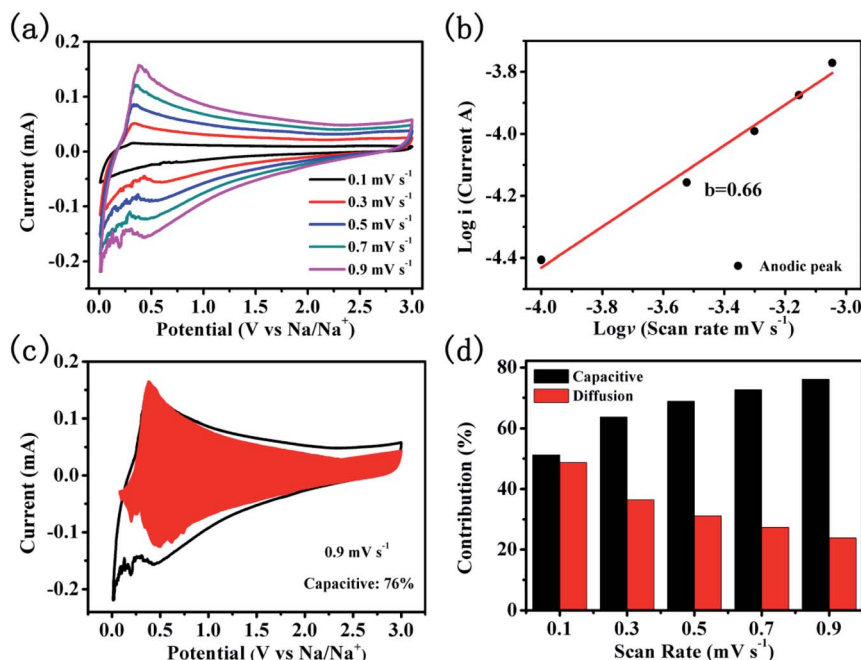 (a)
0.2
0.1
0.0
-0.1
-0.2
Current (mA)
0.1 mV s⁻¹
0.3 mV s⁻¹
0.5 mV s⁻¹
0.7 mV s⁻¹
0.9 mV s⁻¹
0.0 0.5 1.0 1.5 2.0 2.5 3.0
Potential (V vs Na/Na⁺)
(b)
-3.8
-4.0
-4.2
-4.4
Log i (Current A)
b=0.66
Anodic peak
-4.0 -3.8 -3.6 -3.4 -3.2 -3.0
Logν (Scan rate mV s⁻¹)
(c)
0.2
0.1
0.0
-0.1
-0.2
Current (mA)
0.9 mV s⁻¹
Capacitive: 76%
0.0 0.5 1.0 1.5 2.0 2.5 3.0
Potential (V vs Na/Na⁺)
(d)
80
60
40
20
0
Contribution (%)
Capacitive
Diffusion
0.1 0.3 0.5 0.7 0.9
Scan Rate (mV s⁻¹)